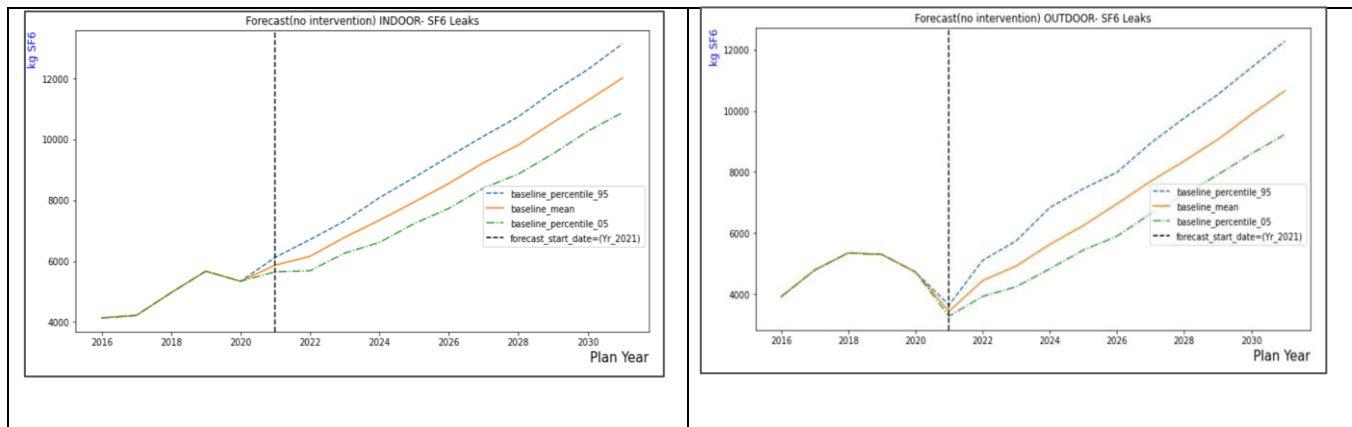 Forecast(no intervention) INDOOR- SF6 Leaks
kg SF6
12000
10000
8000
6000
4000
baseline_percentile_95
baseline_mean
baseline_percentile_05
forecast_start_date=(Yr_2021)
2016 2018 2020 2022 2024 2026 2028 2030
Plan Year
Forecast(no intervention) OUTDOOR- SF6 Leaks
kg SF6
12000
10000
8000
6000
4000
baseline_percentile_95
baseline_mean
baseline_percentile_05
forecast_start_date=(Yr_2021)
2016 2018 2020 2022 2024 2026 2028 2030
Plan Year